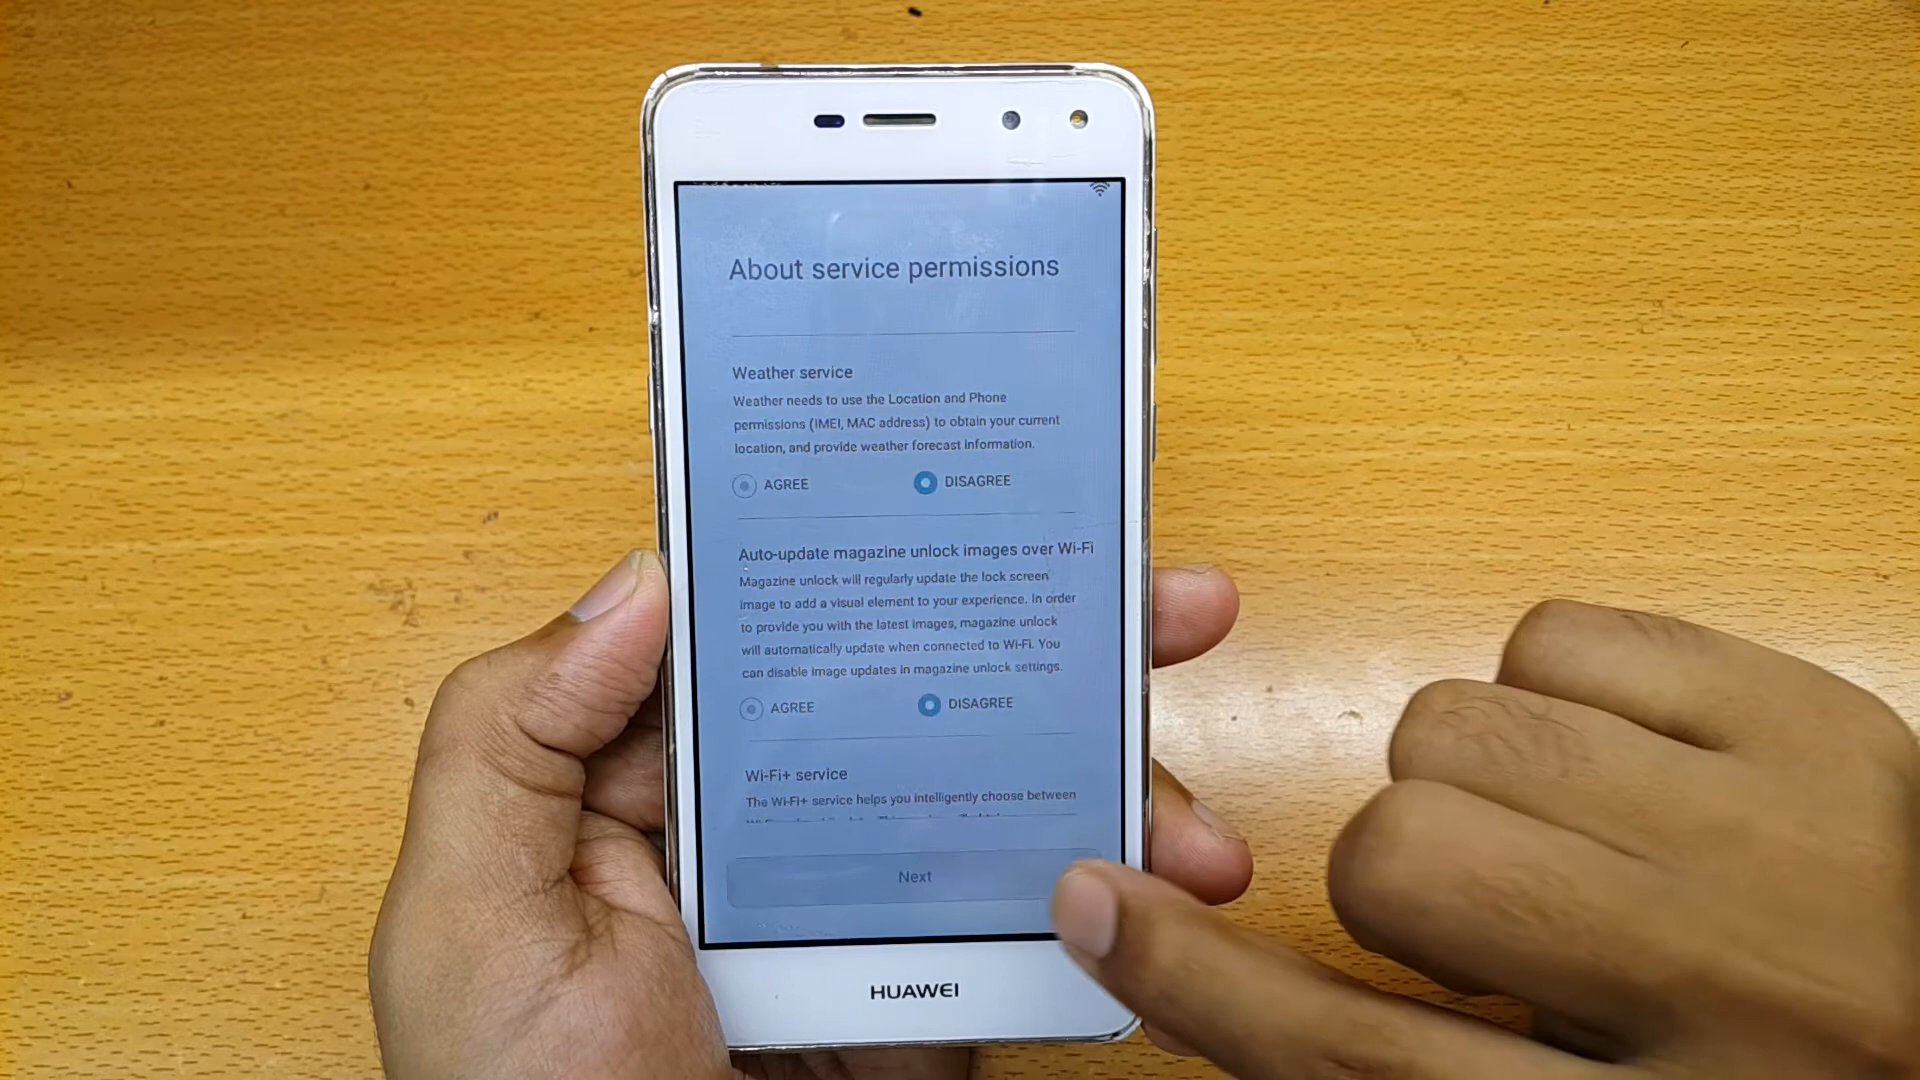 About service permissions
Weather service
Weather needs to use the Location and Phone
permissions (IMEI, MAC address) to obtain your current
location, and provide weather forecast information.
AGREE DISAGREE
Auto-update magazine unlock images over Wi-Fi
Magazine unlock will regularly update the lock screen
image to add a visual element to your experience. In order
to provide you with the latest images, magazine unlock
will automatically update when connected to Wi-Fi. You
can disable image updates in magazine unlock settings.
AGREE DISAGREE
Wi-Fi+ service
The Wi-Fi+ service helps you intelligently choose between
Next
HUAWEI